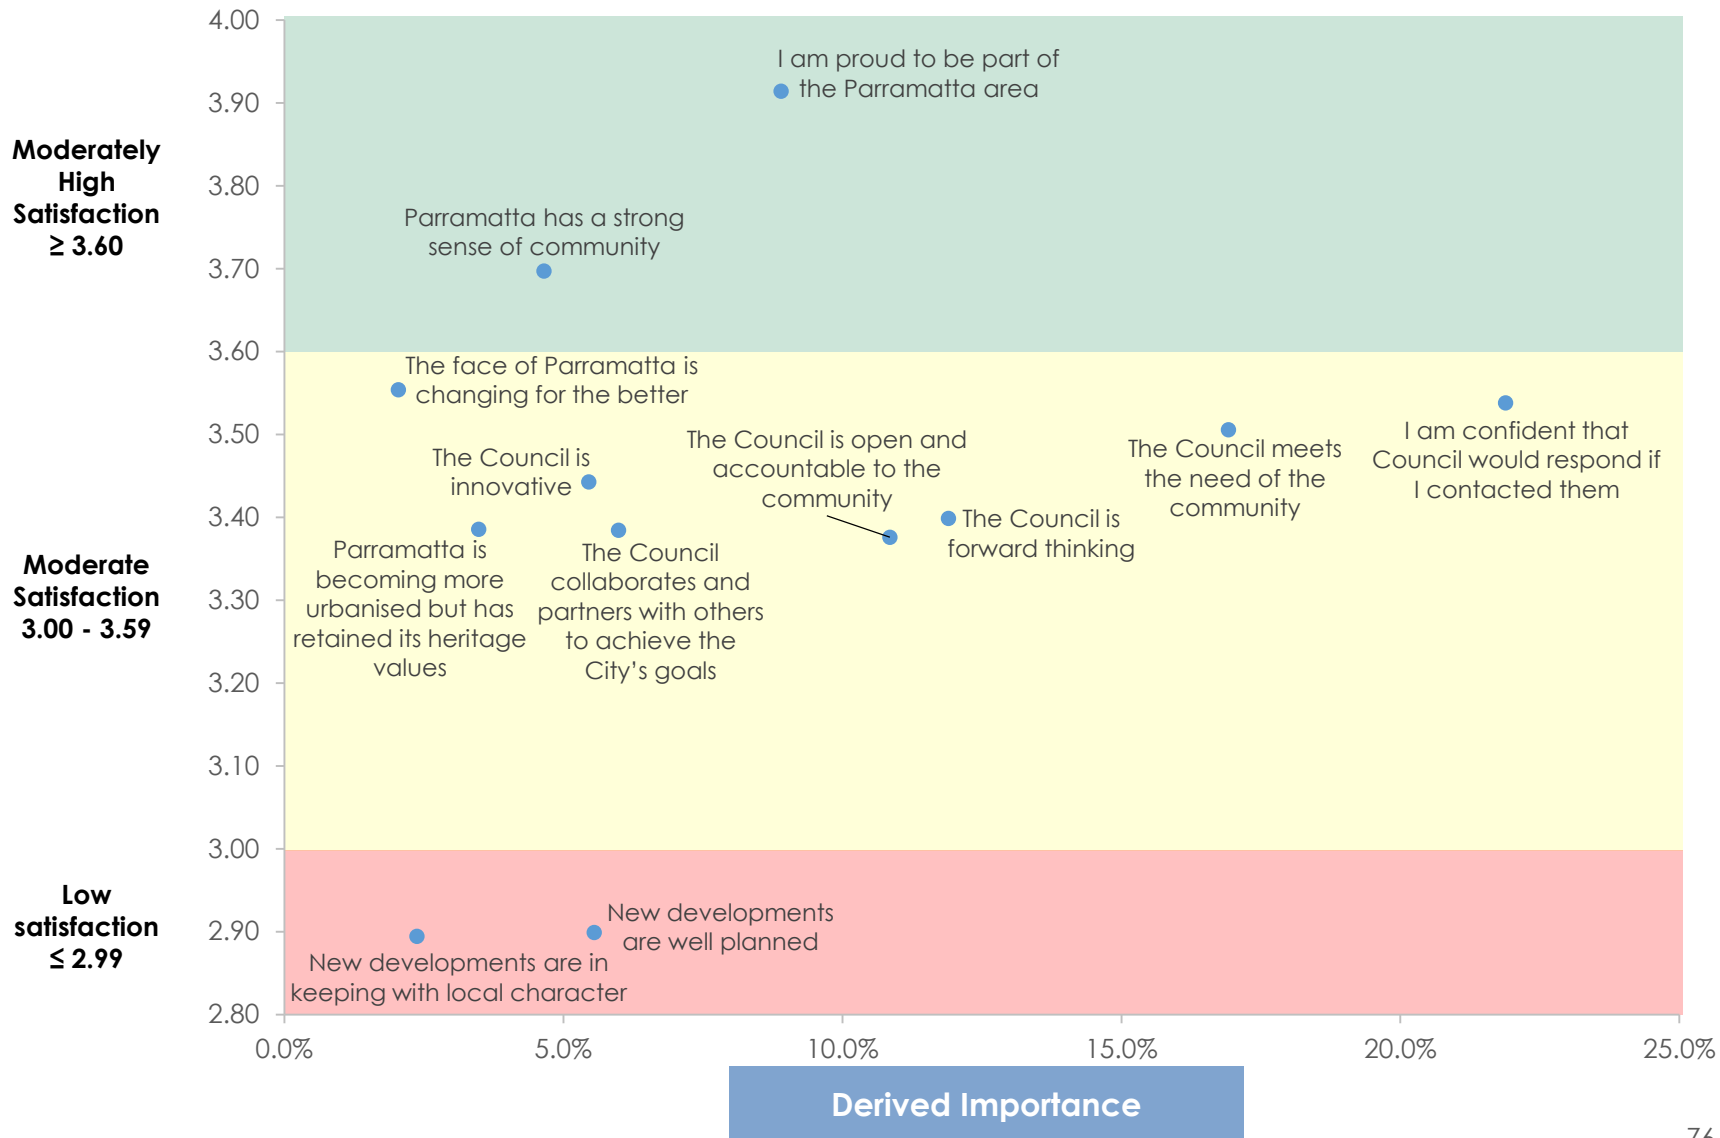 4.00
3.90
3.80
3.70
3.60
3.50
3.40
3.30
3.20
3.10
3.00
2.90
2.80
Moderately
High
Satisfaction
≥ 3.60
Moderate
Satisfaction
3.00 - 3.59
Low
satisfaction
≤ 2.99
I am proud to be part of
the Parramatta area
Parramatta has a strong
sense of community
The face of Parramatta is
changing for the better
The Council is
innovative
The Council is open and
accountable to the
community
The Council meets
the need of the
community
I am confident that
Council would respond if
I contacted them
Parramatta is
becoming more
urbanised but has
retained its heritage
values
The Council
collaborates and
partners with others
to achieve the
City’s goals
The Council is
forward thinking
New developments
are well planned
New developments are in
keeping with local character
0.0%
5.0%
10.0%
15.0%
20.0%
25.0%
Derived Importance